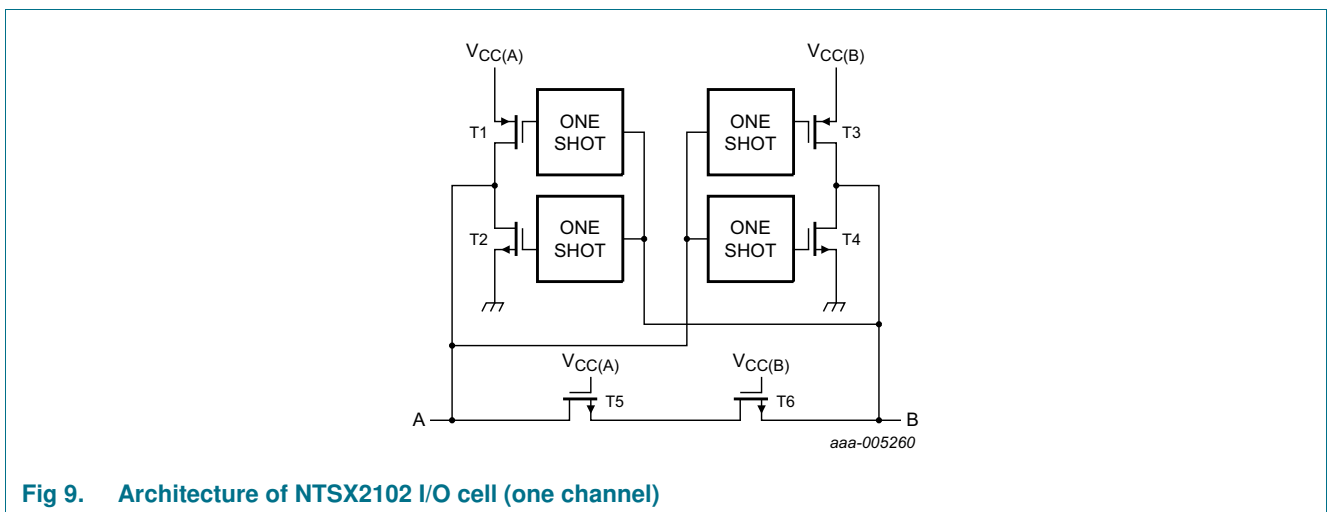 VCC(A)
VCC(B)
T1
ONE
SHOT
ONE
SHOT
T3
T2
ONE
SHOT
ONE
SHOT
T4
VCC(A)
VCC(B)
T5
T6
A
B
aaa-005260
Fig 9. Architecture of NTSX2102 I/O cell (one channel)